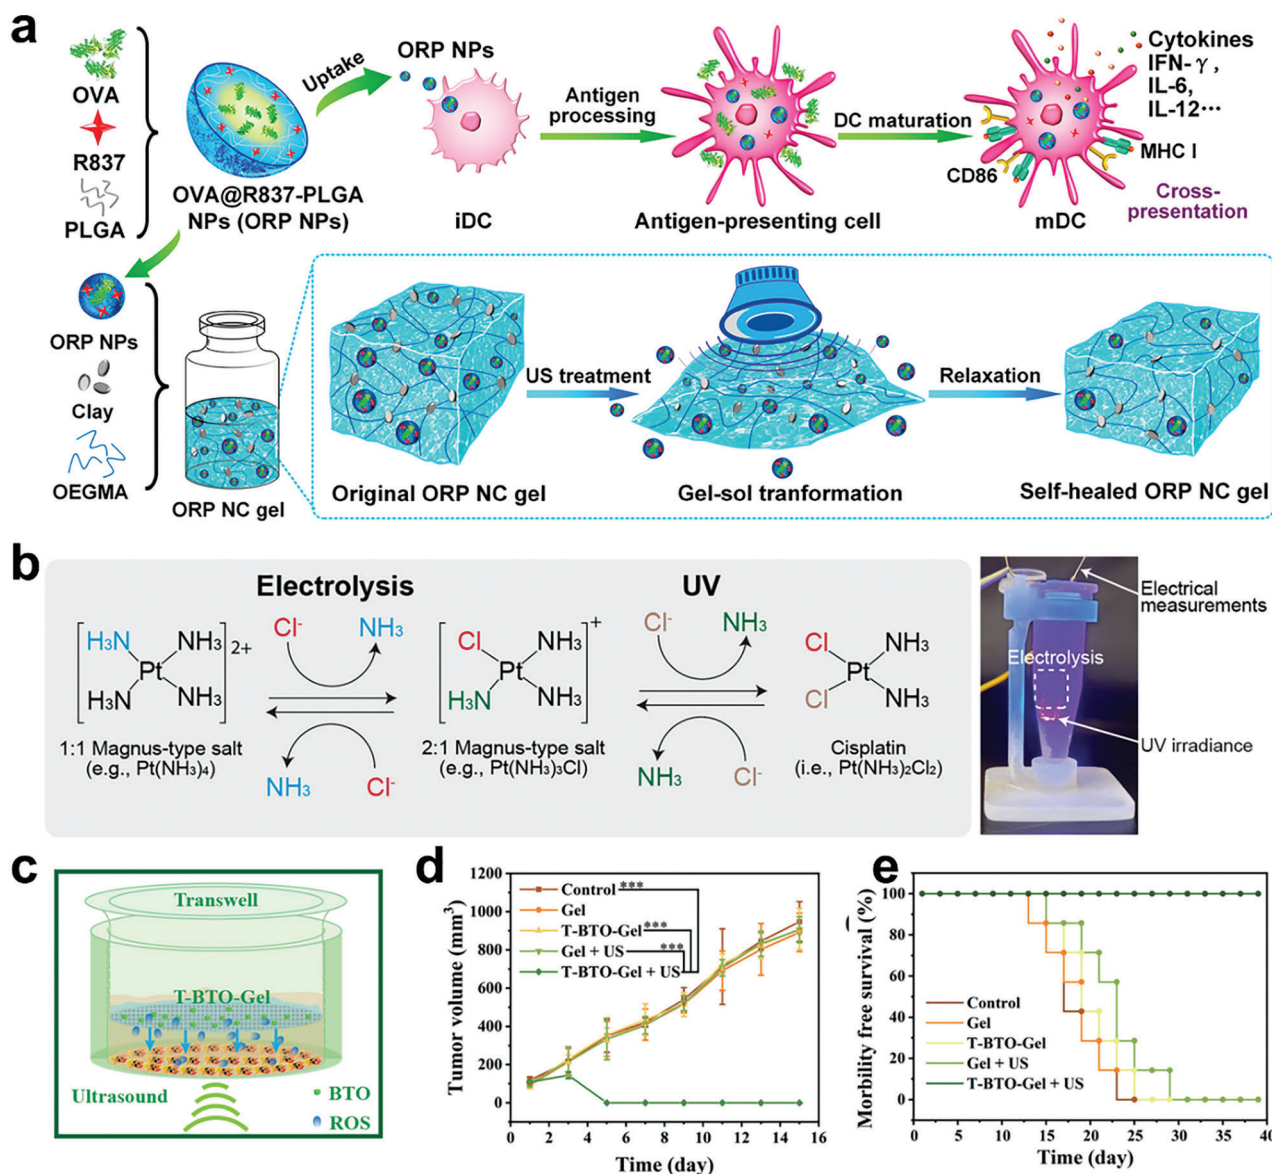 a
OVA
R837
PLGA
OVA@R837-PLGA
NPs (ORP NPs)
Uptake
ORP NPs
iDC
Antigen
processing
Antigen-presenting cell
DC maturation
Cytokines
IFN-γ,
IL-6,
IL-12···
MHC I
CD86
Cross-
presentation
mDC
ORP NPs
Clay
OEGMA
ORP NC gel
Original ORP NC gel
US treatment
Gel-sol tranformation
Relaxation
Self-healed ORP NC gel
b
Electrolysis
UV
H₃N
NH₃
Pt
H₃N
NH₃
2+
1:1 Magnus-type salt
(e.g., Pt(NH₃)₄)
Cl⁻
NH₃
NH₃
Cl⁻
Cl
NH₃
Pt
H₃N
NH₃
+
2:1 Magnus-type salt
(e.g., Pt(NH₃)₃Cl)
Cl⁻
NH₃
NH₃
Cl⁻
Cl
NH₃
Pt
Cl
NH₃
Cisplatin
(i.e., Pt(NH₃)₂Cl₂)
Electrical
measurements
Electrolysis
UV irradiance
c
Transwell
T-BTO-Gel
Ultrasound
BTO
ROS
d
Tumor volume (mm³)
1200
1000
800
600
400
200
0
Control
Gel
T-BTO-Gel
Gel + US
T-BTO-Gel + US
***
***
***
0 2 4 6 8 10 12 14 16
Time (day)
e
Morbility free survival (%)
100
80
60
40
20
0
Control
Gel
T-BTO-Gel
Gel + US
T-BTO-Gel + US
0 5 10 15 20 25 30 35 40
Time (day)